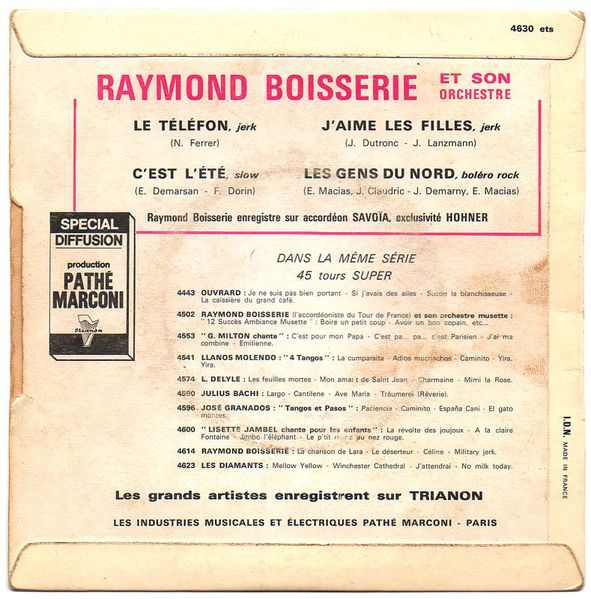 4630 ets
RAYMOND BOISSERIE ET SON ORCHESTRE
LE TÉLÉFON, jerk
(N. Ferrer)
J'AIME LES FILLES, jerk
(J. Dutronc - J. Lanzmann)
C'EST L'ÉTÉ, slow
(E. Demarsan - F. Dorin)
LES GENS DU NORD, boléro rock
(E. Macias, J. Claudric - J. Demarny, E. Macias)
Raymond Boisserie enregistre sur accordéon SAVOÏA, exclusivité HOHNER
SPECIAL
DIFFUSION
production
PATHÉ
MARCONI
trianon
DANS LA MÊME SÉRIE
45 tours SUPER
4443 OUVRARD : Je ne suis pas bien portant - Si j'avais des ailes - Suzon la blanchisseuse -
La caissière du grand café.
4502 RAYMOND BOISSERIE (l'accordéoniste du Tour de France) et son orchestre musette :
"12 Succès Ambiance Musette" : Boire un petit coup - Avoir un bon copain, etc...
4553 "G. MILTON chante" : C'est pour mon Papa - C'est pa... pa... c'est Parisien - J'ai ma
combine - Emilienne.
4541 LLANOS MOLENDO : "4 Tangos" : La cumparsita - Adios muchachos - Caminito - Yira,
Yira.
4574 L. DELYLE : Les feuilles mortes - Mon amant de Saint Jean - Charmaine - Mimi la Rose.
4590 JULIUS BACHI : Largo - Cantilene - Ave Maria - Träumerei (Rêverie).
4596 JOSÉ GRANADOS : "Tangos et Pasos" : Paciencia - Caminito - España Cani - El gato
montes.
4600 "LISETTE JAMBEL chante pour les enfants" : La révolte des joujoux - A la claire
Fontaine - Jimbo l'éléphant - Le p'tit au nez rouge.
4614 RAYMOND BOISSERIE : La chanson de Lara - Le déserteur - Céline - Military jerk.
4623 LES DIAMANTS : Mellow Yellow - Winchester Cathedral - J'attendrai - No milk today.
Les grands artistes enregistrent sur TRIANON
LES INDUSTRIES MUSICALES ET ÉLECTRIQUES PATHÉ MARCONI - PARIS
I.D.N. MADE IN FRANCE